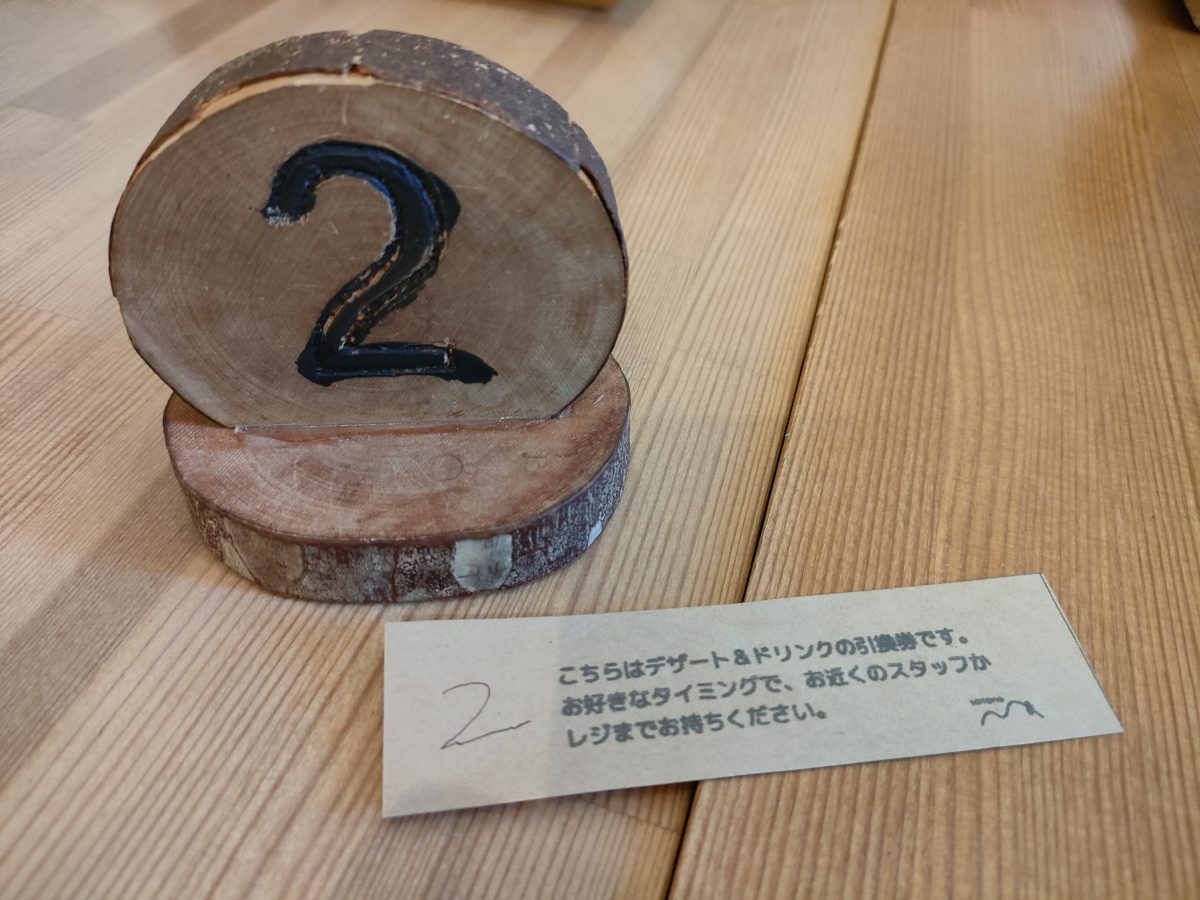 2
2
こちらはデザート&ドリンクの引換券です。
お好きなタイミングで、お近くのスタッフか
レジまでお持ちください。